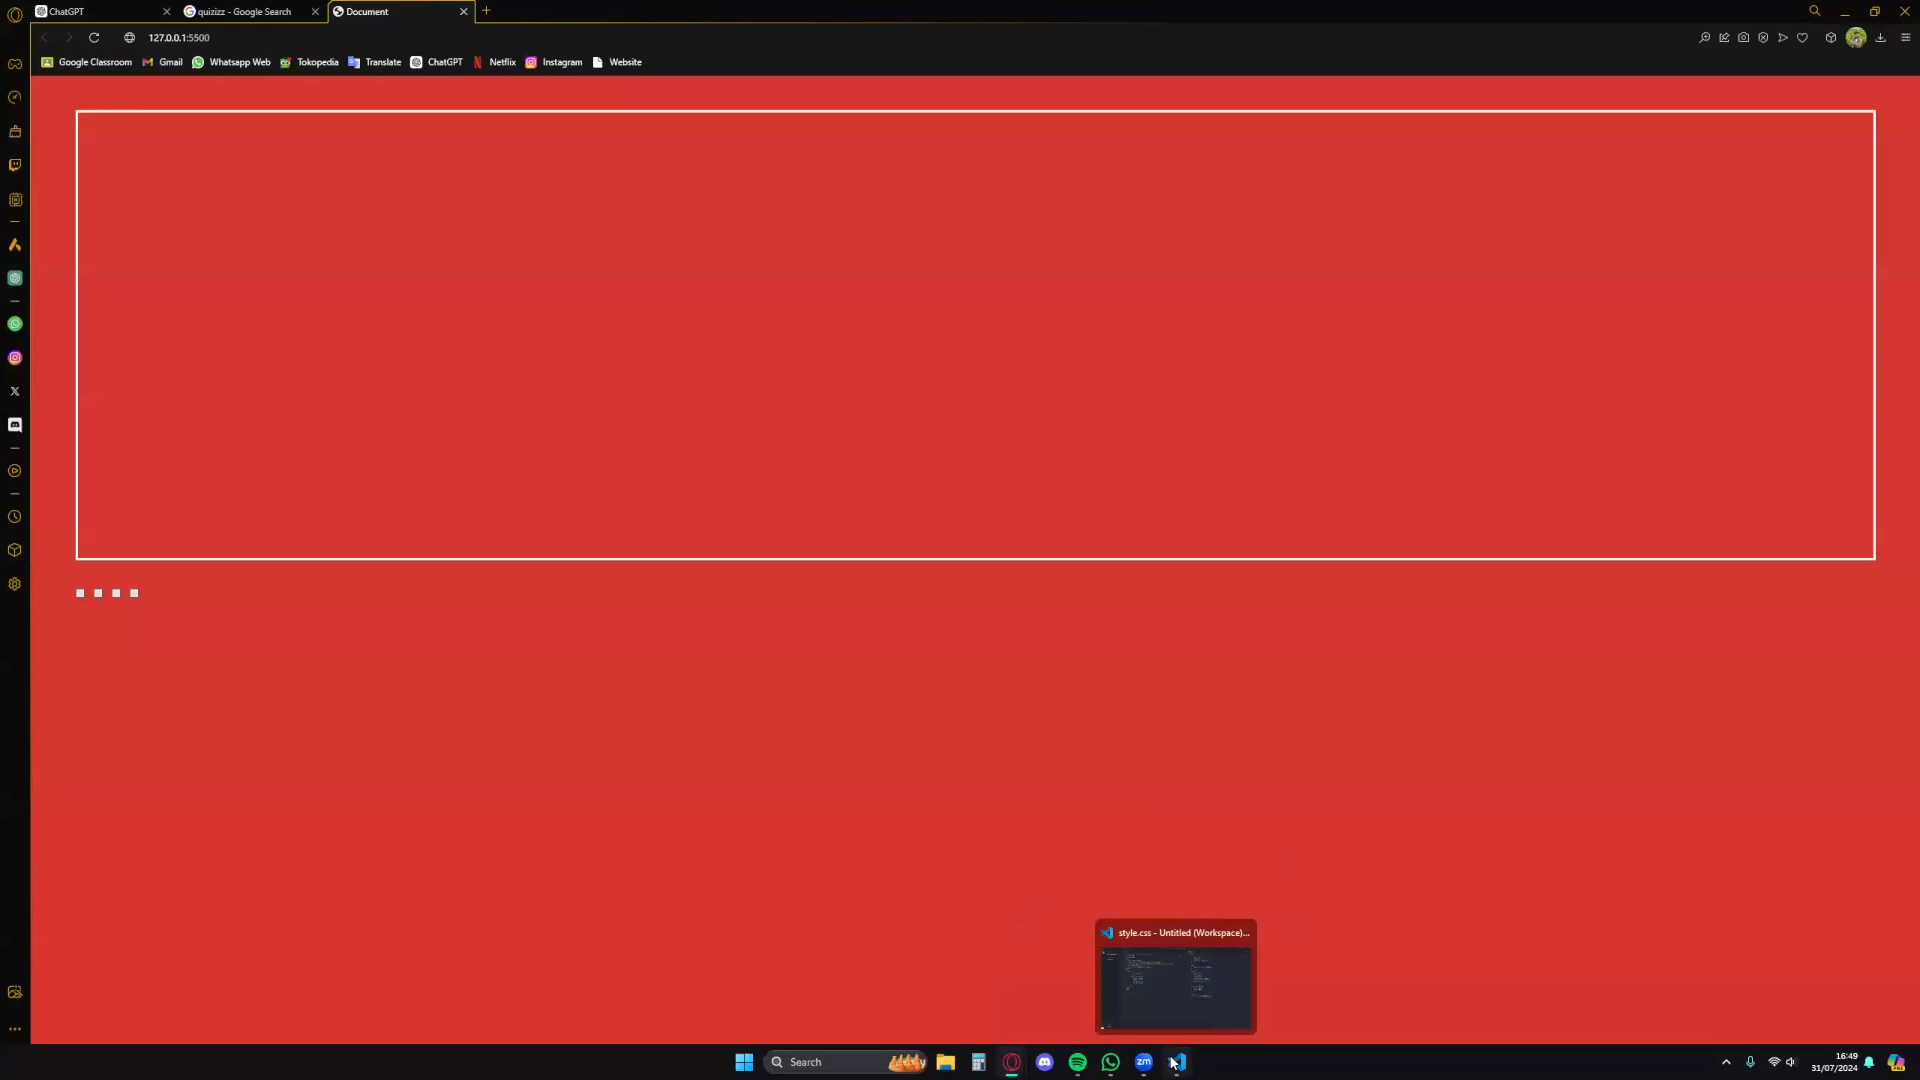 ChatGPT
quizizz - Google Search
Document
127.0.0.1:5500
Google Classroom
Gmail
Whatsapp Web
Tokopedia
Translate
ChatGPT
Netflix
Instagram
Website
style.css - Untitled (Workspace)...
Search
zm
16:49
31/07/2024